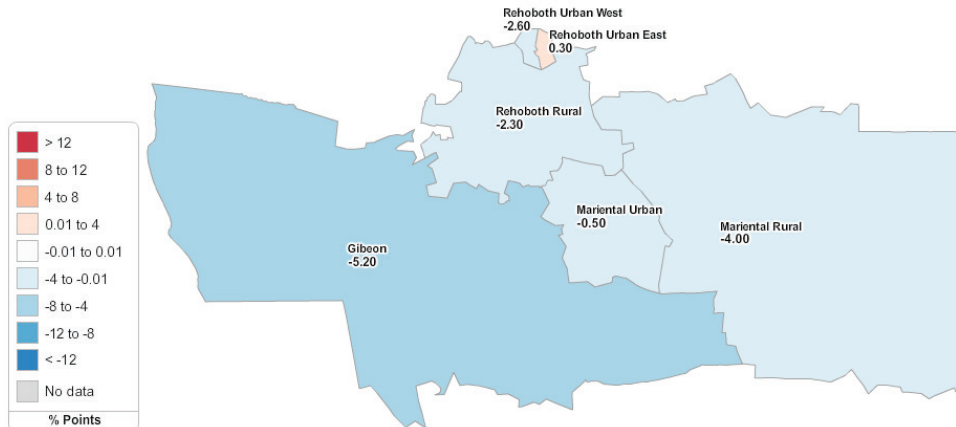 Rehoboth Urban West
-2.60
Rehoboth Urban East
0.30
Rehoboth Rural
-2.30
Mariental Urban
-0.50
Mariental Rural
-4.00
Gibeon
-5.20
> 12
8 to 12
4 to 8
0.01 to 4
-0.01 to 0.01
-4 to -0.01
-8 to -4
-12 to -8
< -12
No data
% Points